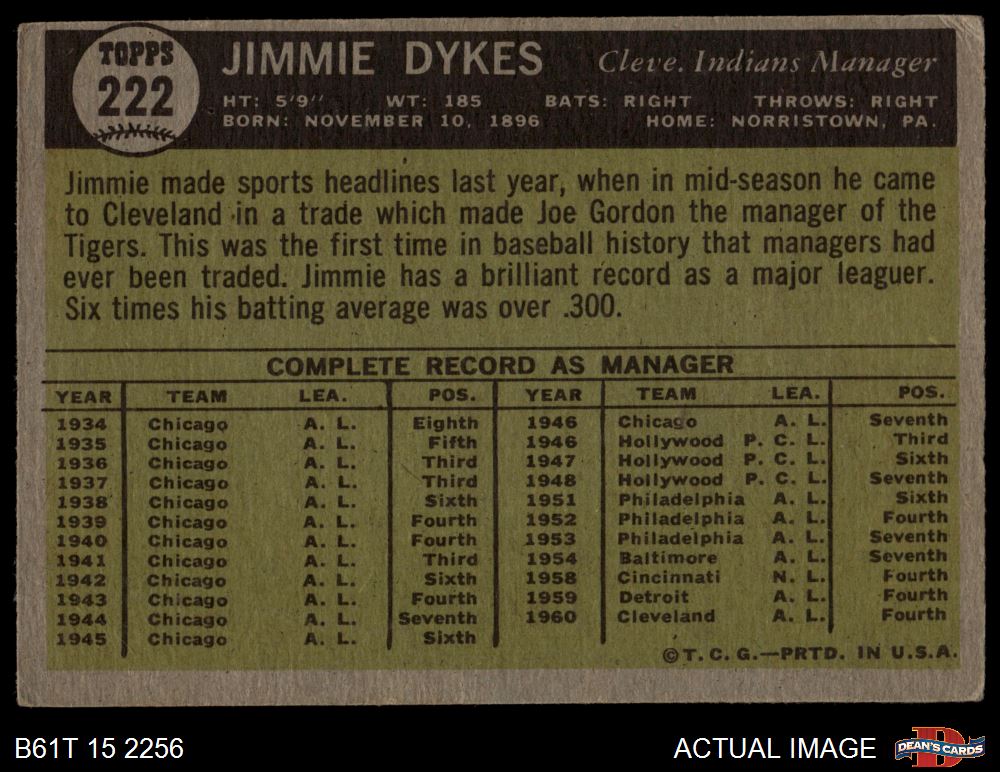 TOPPS
222
JIMMIE DYKES Cleve. Indians Manager
HT: 5'9" WT: 185 BATS: RIGHT THROWS: RIGHT
BORN: NOVEMBER 10, 1896 HOME: NORRISTOWN, PA.
Jimmie made sports headlines last year, when in mid-season he came
to Cleveland in a trade which made Joe Gordon the manager of the
Tigers. This was the first time in baseball history that managers had
ever been traded. Jimmie has a brilliant record as a major leaguer.
Six times his batting average was over .300.
COMPLETE RECORD AS MANAGER
YEAR TEAM LEA. POS. YEAR TEAM LEA. POS.
1934 Chicago A. L. Eighth 1946 Chicago A. L. Seventh
1935 Chicago A. L. Fifth 1946 Hollywood P. C. L. Third
1936 Chicago A. L. Third 1947 Hollywood P. C. L. Sixth
1937 Chicago A. L. Third 1948 Hollywood P. C. L. Seventh
1938 Chicago A. L. Sixth 1951 Philadelphia A. L. Sixth
1939 Chicago A. L. Fourth 1952 Philadelphia A. L. Fourth
1940 Chicago A. L. Fourth 1953 Philadelphia A. L. Seventh
1941 Chicago A. L. Third 1954 Baltimore A. L. Seventh
1942 Chicago A. L. Sixth 1958 Cincinnati N. L. Fourth
1943 Chicago A. L. Fourth 1959 Detroit A. L. Fourth
1944 Chicago A. L. Seventh 1960 Cleveland A. L. Fourth
1945 Chicago A. L. Sixth
©T. C. G.—PRTD. IN U.S.A.
B61T 15 2256 ACTUAL IMAGE DEAN'S CARDS